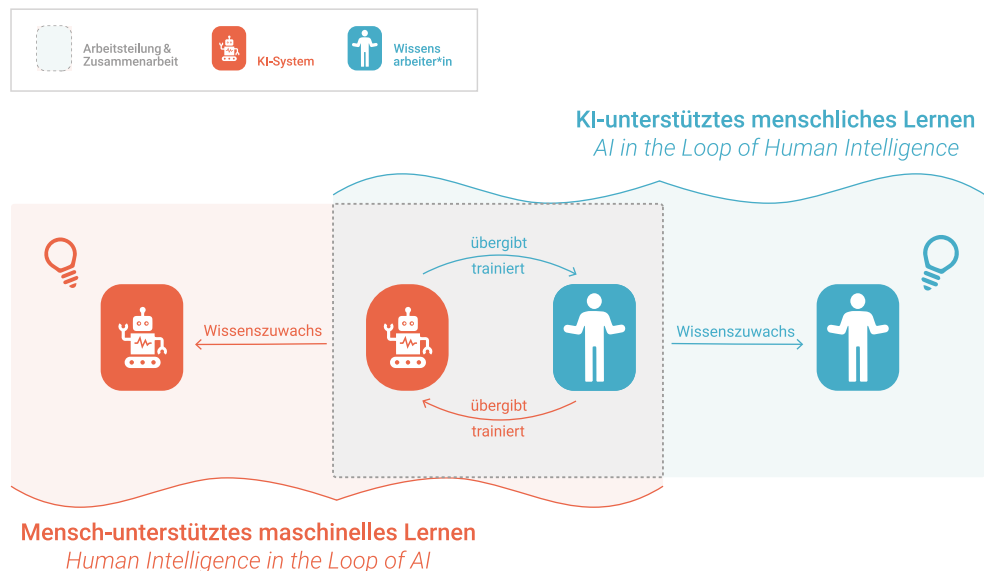 Arbeitsteilung &
Zusammenarbeit
KI-System
Wissens
arbeiter*in
KI-unterstütztes menschliches Lernen
AI in the Loop of Human Intelligence
übergibt
trainiert
Wissenszuwachs
Wissenszuwachs
übergibt
trainiert
Mensch-unterstütztes maschinelles Lernen
Human Intelligence in the Loop of AI